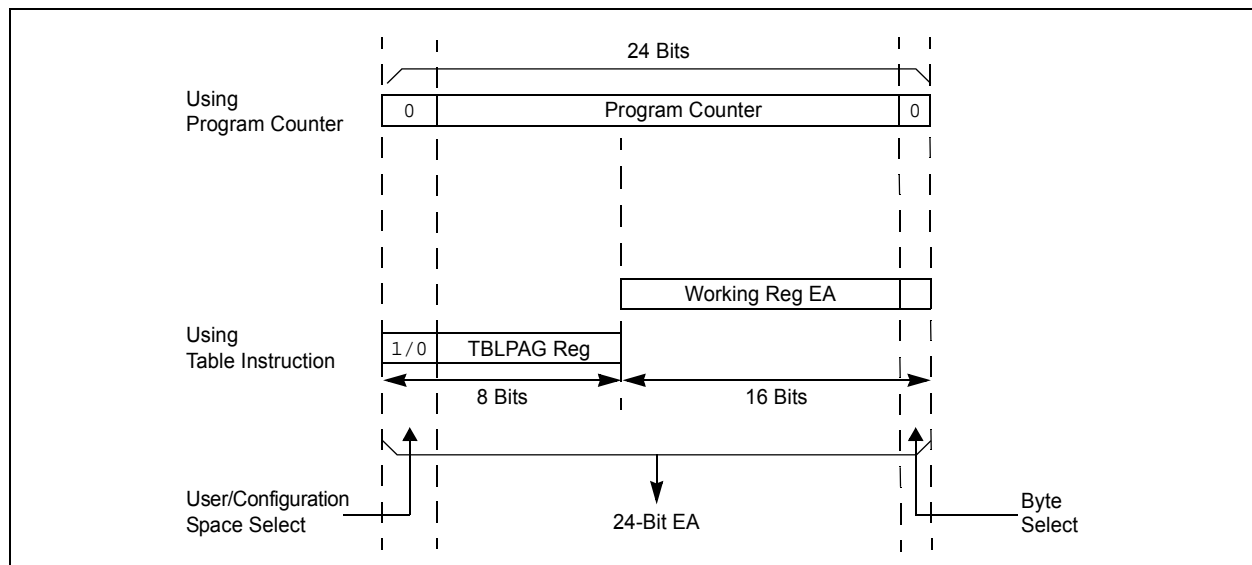 24 Bits
Using
Program Counter
0
Program Counter
0
Working Reg EA
Using
Table Instruction
1/0
TBLPAG Reg
8 Bits
16 Bits
User/Configuration
Space Select
24-Bit EA
Byte
Select